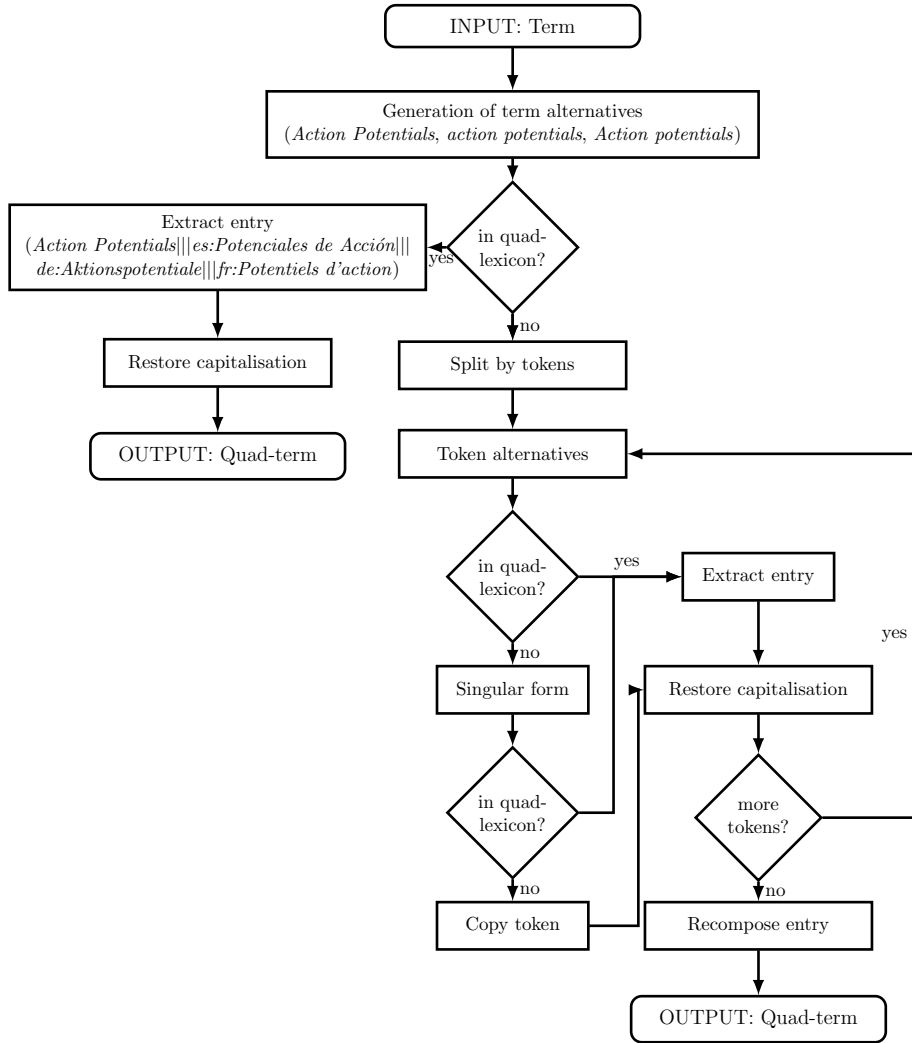 INPUT: Term
Generation of term alternatives
(Action Potentials, action potentials, Action potentials)
in quad-
lexicon?
yes
Extract entry
(Action Potentials|||es:Potenciales de Acción|||
de:Aktionspotentiale|||fr:Potentiels d'action)
no
Restore capitalisation
Split by tokens
OUTPUT: Quad-term
Token alternatives
in quad-
lexicon?
yes
Extract entry
no
yes
Singular form
Restore capitalisation
in quad-
lexicon?
more
tokens?
no
no
Copy token
Recompose entry
OUTPUT: Quad-term